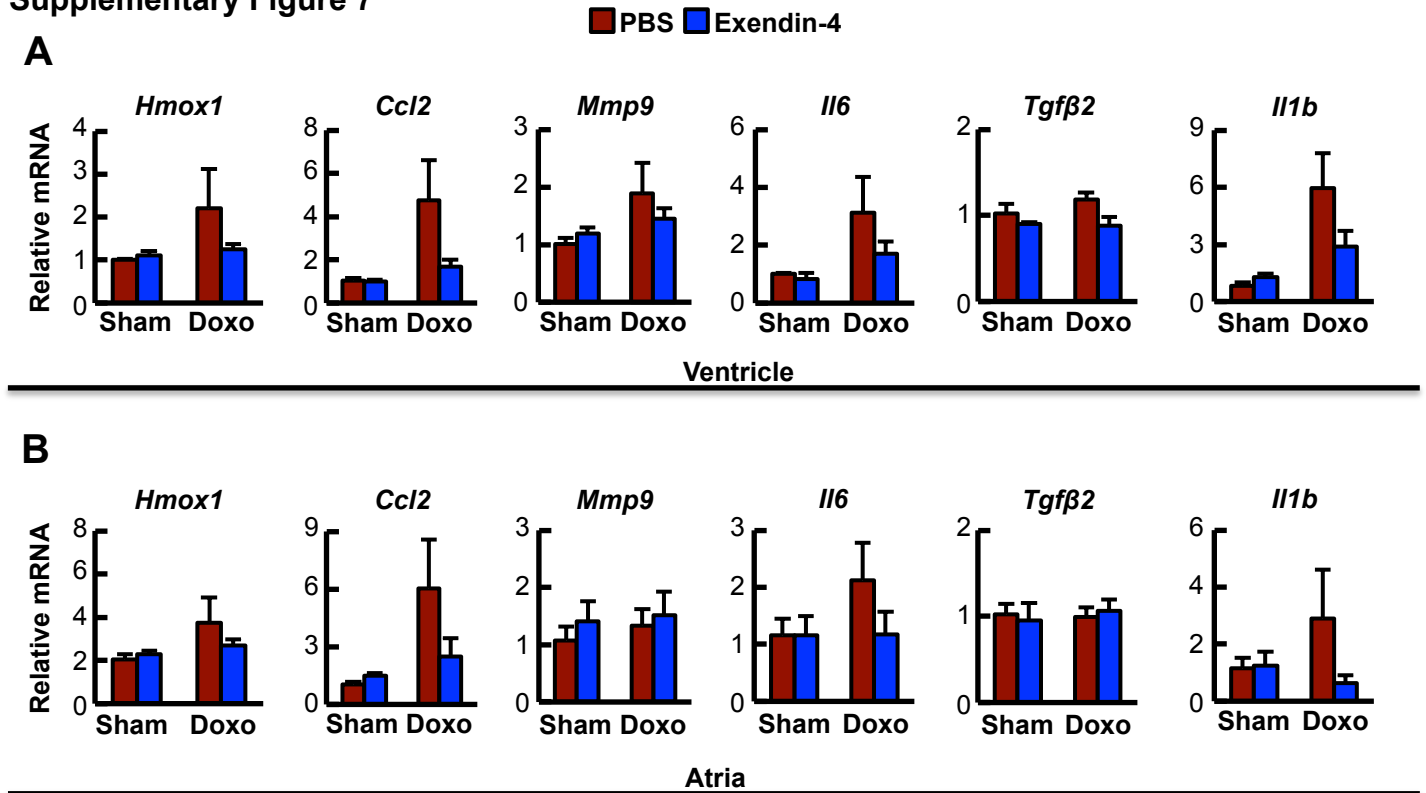 Supplementary Figure 7
PBS Exendin-4
A
Hmox1 Ccl2 Mmp9 Il6 Tgfβ2 Il1b
Relative mRNA
4 3 2 1 0
8 6 4 2 0
3 2 1 0
6 4 2 0
2 1 0
9 6 3 0
Sham Doxo Sham Doxo Sham Doxo Sham Doxo Sham Doxo Sham Doxo
Ventricle
B
Hmox1 Ccl2 Mmp9 Il6 Tgfβ2 Il1b
Relative mRNA
8 6 4 2 0
9 6 3 0
3 2 1 0
3 2 1 0
2 1 0
6 4 2 0
Sham Doxo Sham Doxo Sham Doxo Sham Doxo Sham Doxo Sham Doxo
Atria